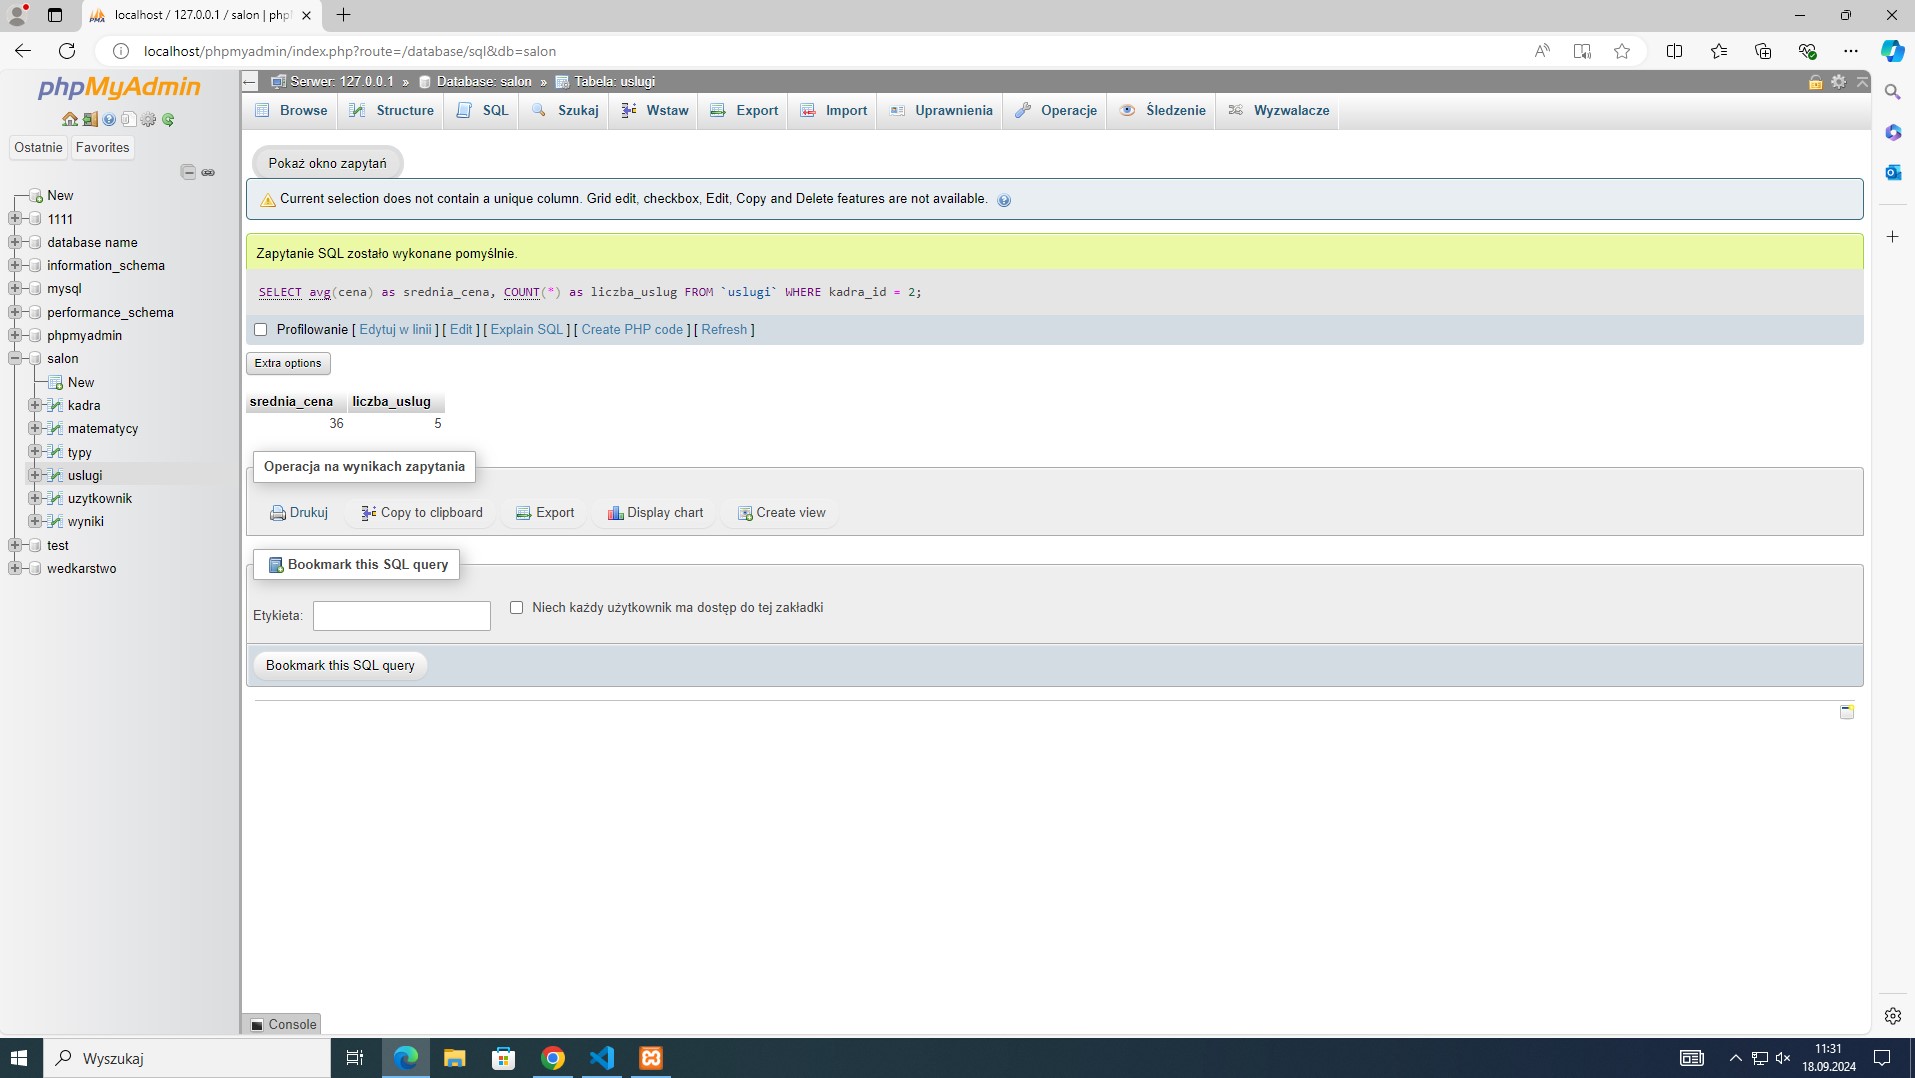 localhost / 127.0.0.1 / salon | php
localhost/phpmyadmin/index.php?route=/database/sql&db=salon
phpMyAdmin
Ostatnie Favorites
New
1111
database name
information_schema
mysql
performance_schema
phpmyadmin
salon
New
kadra
matematycy
typy
uslugi
uzytkownik
wyniki
test
wedkarstwo
Serwer: 127.0.0.1 » Database: salon » Tabela: uslugi
Browse Structure SQL Szukaj Wstaw Export Import Uprawnienia Operacje Śledzenie Wyzwalacze
Pokaż okno zapytań
Current selection does not contain a unique column. Grid edit, checkbox, Edit, Copy and Delete features are not available.
Zapytanie SQL zostało wykonane pomyślnie.
SELECT avg(cena) as srednia_cena, COUNT(*) as liczba_uslug FROM `uslugi` WHERE kadra_id = 2;
Profilowanie [ Edytuj w linii ] [ Edit ] [ Explain SQL ] [ Create PHP code ] [ Refresh ]
Extra options
srednia_cena liczba_uslug
36 5
Operacja na wynikach zapytania
Drukuj Copy to clipboard Export Display chart Create view
Bookmark this SQL query
Etykieta: Niech każdy użytkownik ma dostęp do tej zakładki
Bookmark this SQL query
Console
Wyszukaj
11:31
18.09.2024